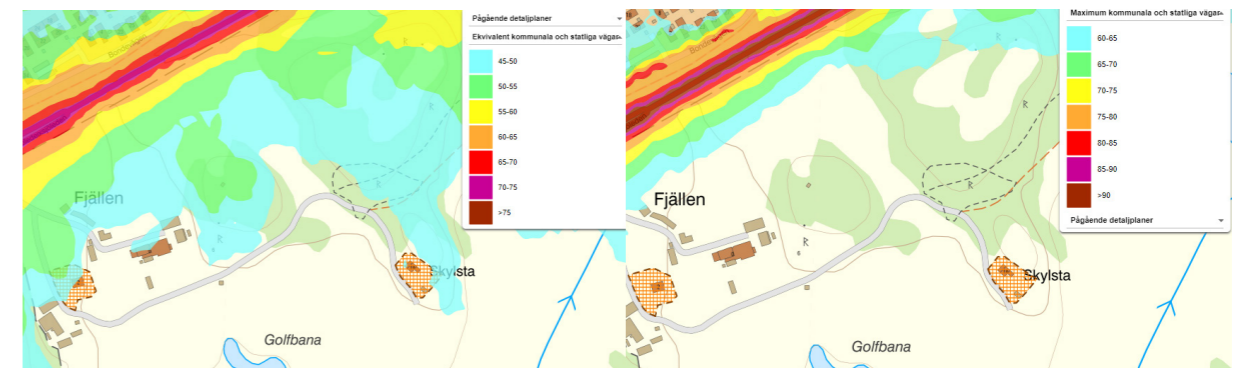 Pågående detaljplaner
Ekvivalent kommunala och statliga vägar
45-50
50-55
55-60
60-65
65-70
70-75
>75
Fjällen
Skylsta
Golfbana
R
R
R
R
Maximum kommunala och statliga vägar
60-65
65-70
70-75
75-80
80-85
85-90
>90
Pågående detaljplaner
Fjällen
Skylsta
Golfbana
R
R
R